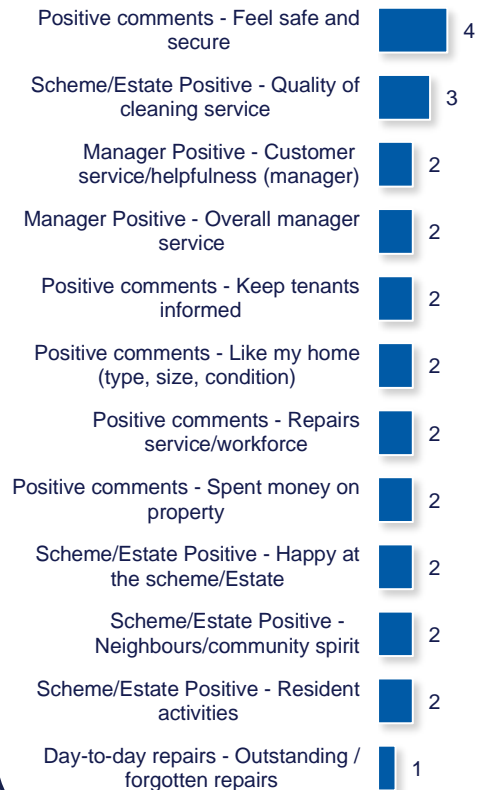 Positive comments - Feel safe and
secure
4
Scheme/Estate Positive - Quality of
cleaning service
3
Manager Positive - Customer
service/helpfulness (manager)
2
Manager Positive - Overall manager
service
2
Positive comments - Keep tenants
informed
2
Positive comments - Like my home
(type, size, condition)
2
Positive comments - Repairs
service/workforce
2
Positive comments - Spent money on
property
2
Scheme/Estate Positive - Happy at
the scheme/Estate
2
Scheme/Estate Positive -
Neighbours/community spirit
2
Scheme/Estate Positive - Resident
activities
2
Day-to-day repairs - Outstanding /
forgotten repairs
1